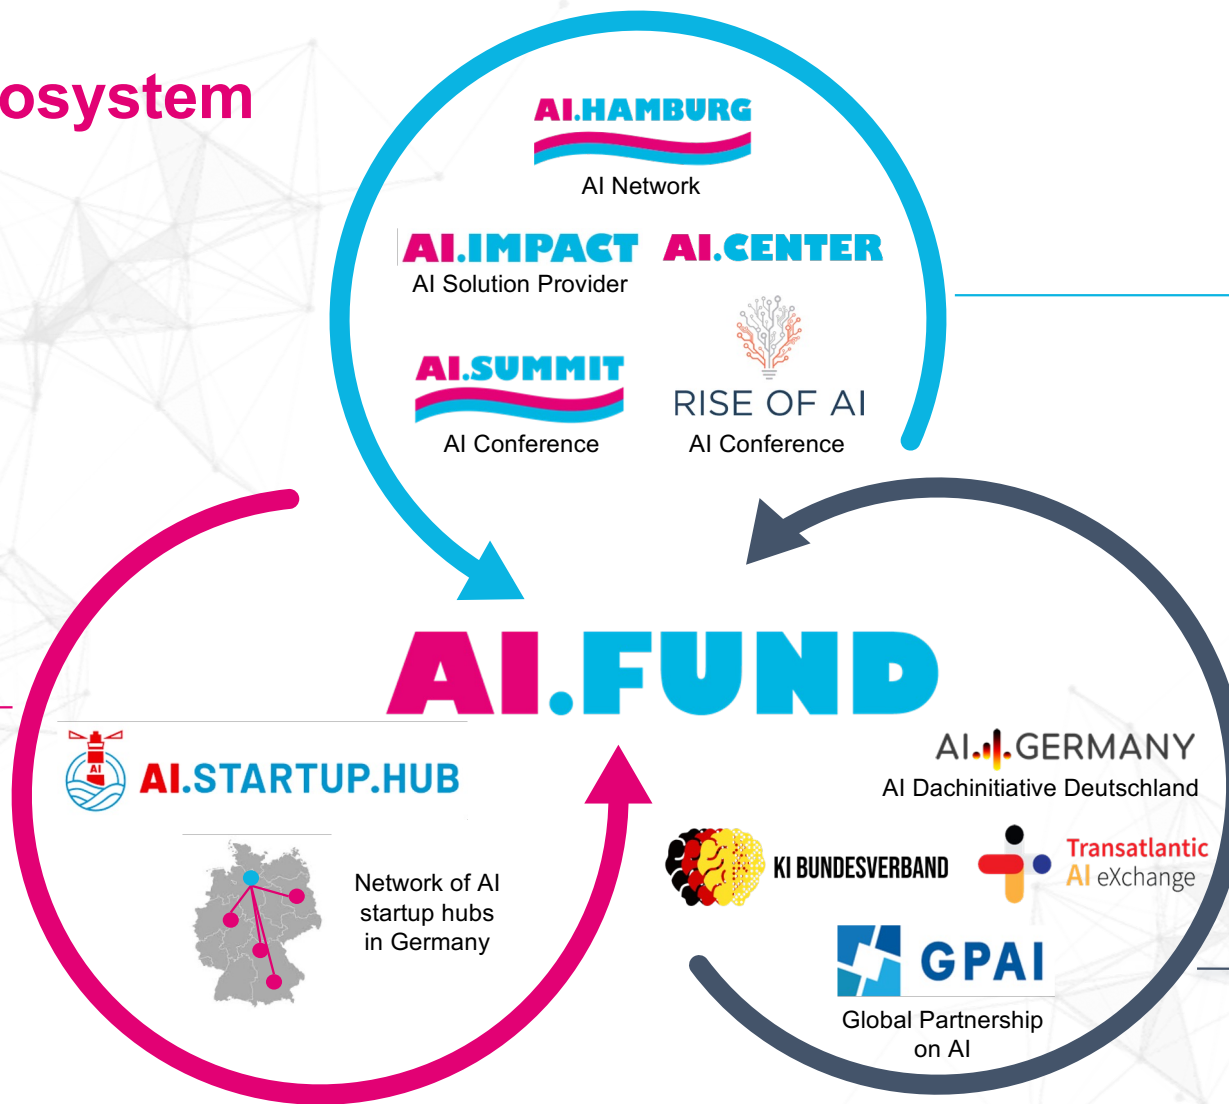 osystem
AI.HAMBURG
AI Network
AI.IMPACT
AI Solution Provider
AI.CENTER
AI.SUMMIT
AI Conference
RISE OF AI
AI Conference
AI.FUND
AI
AI.STARTUP.HUB
Network of AI
startup hubs
in Germany
AI4GERMANY
AI Dachinitiative Deutschland
KI BUNDESVERBAND
Transatlantic
AI eXchange
GPAI
Global Partnership
on AI